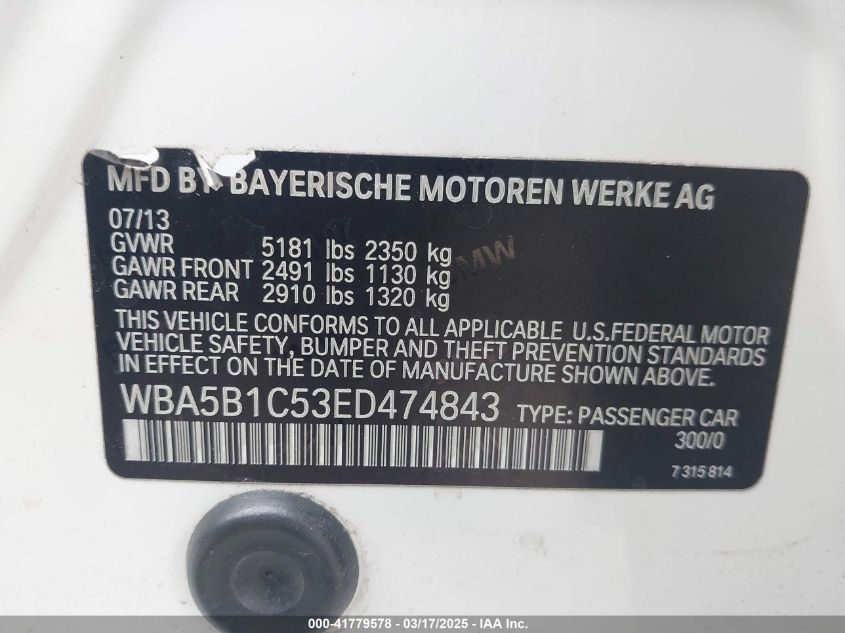 MFD BY BAYERISCHE MOTOREN WERKE AG
07/13
GVWR 5181 lbs 2350 kg
GAWR FRONT 2491 lbs 1130 kg
GAWR REAR 2910 lbs 1320 kg
BMW
THIS VEHICLE CONFORMS TO ALL APPLICABLE U.S.FEDERAL MOTOR
VEHICLE SAFETY, BUMPER AND THEFT PREVENTION STANDARDS
IN EFFECT ON THE DATE OF MANUFACTURE SHOWN ABOVE.
WBA5B1C53ED474843 TYPE: PASSENGER CAR
300/0
7 315 814
000-41779578 - 03/17/2025 - IAA Inc.